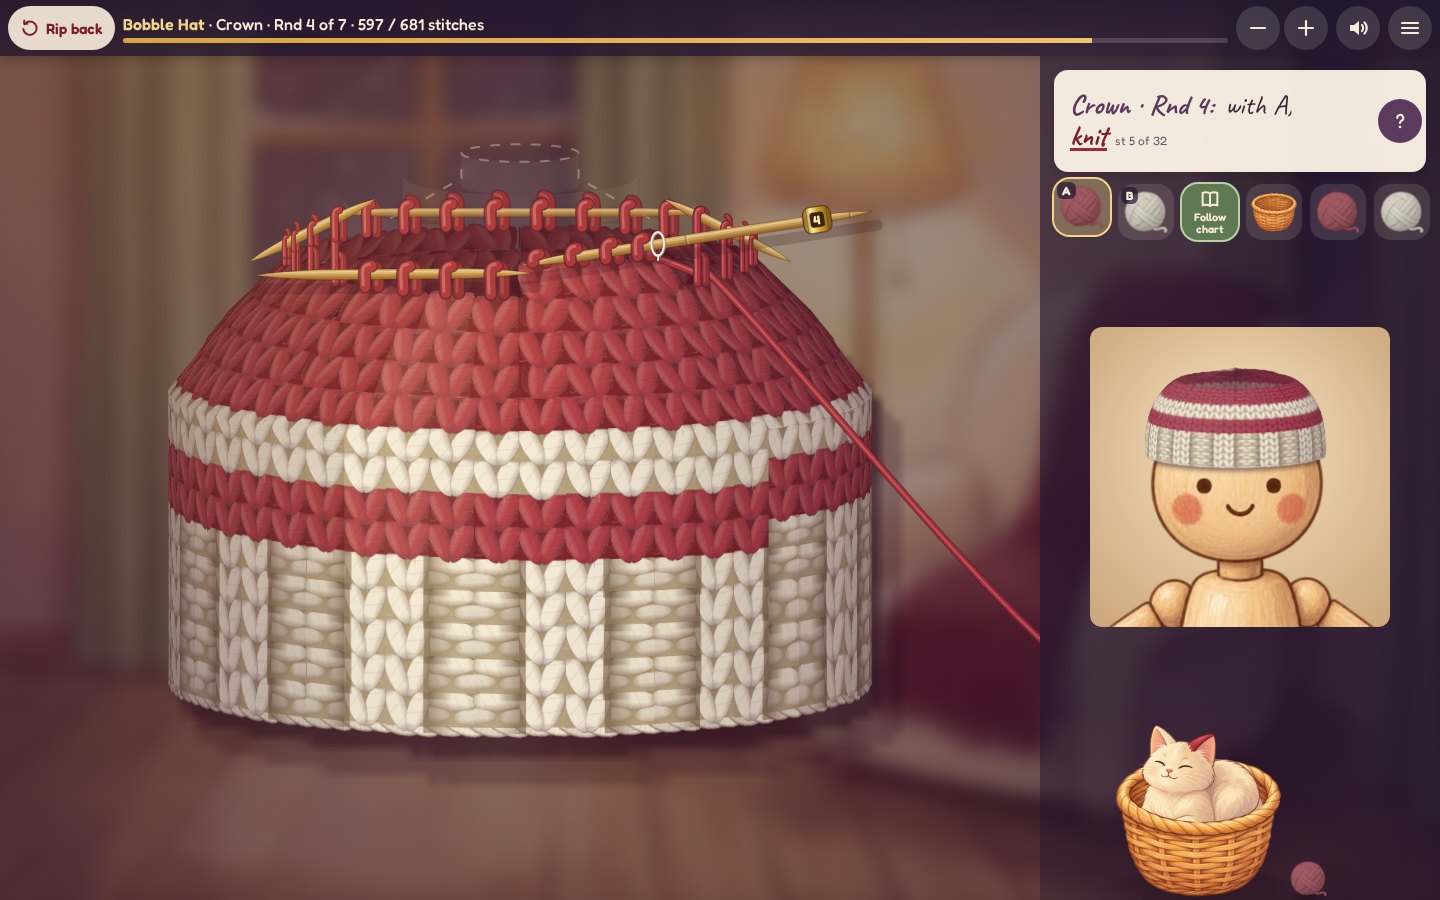 Rip back
Bobble Hat · Crown · Rnd 4 of 7 · 597 / 681 stitches
4
Crown · Rnd 4: with A,
knit st 5 of 32
?
A
B
Follow
chart